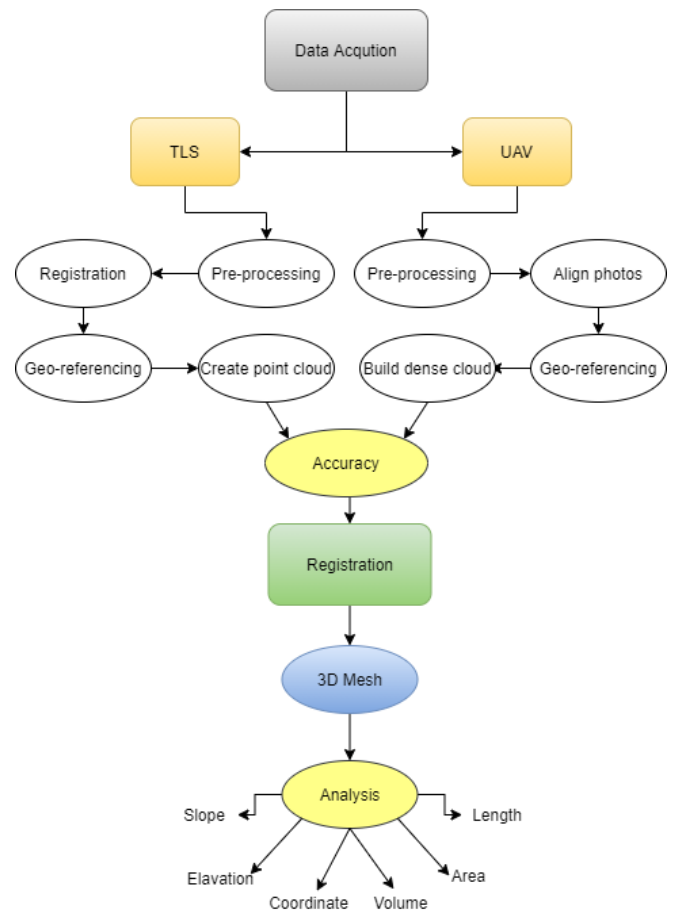 Data Acqution
TLS
UAV
Registration
Pre-processing
Pre-processing
Align photos
Geo-referencing
Create point cloud
Build dense cloud
Geo-referencing
Accuracy
Registration
3D Mesh
Analysis
Slope
Length
Elavation
Area
Coordinate
Volume